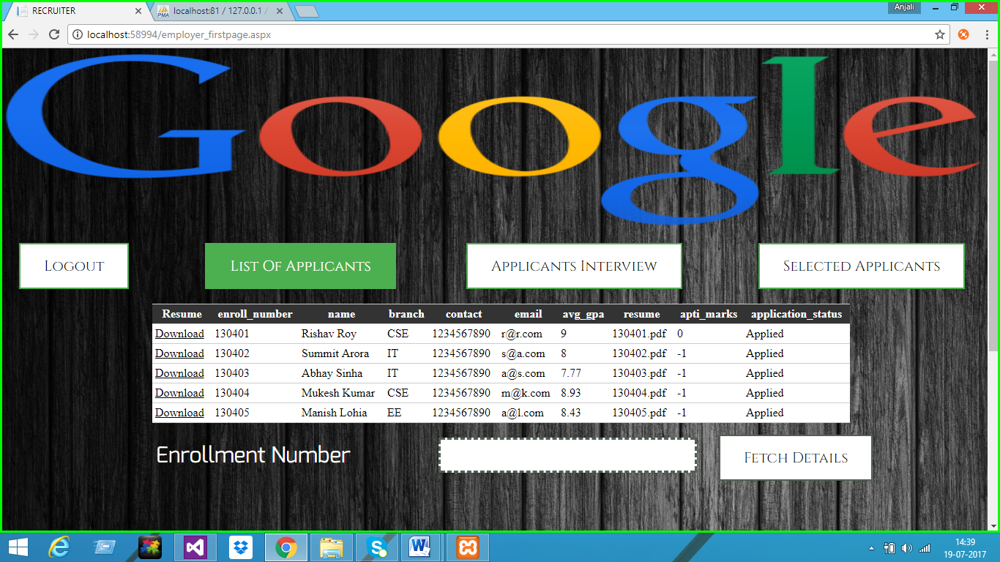 RECRUITER
localhost:81 / 127.0.0.1 /
Anjali
localhost:58994/employer_firstpage.aspx
Google
Logout
List Of Applicants
Applicants Interview
Selected Applicants
Resume enroll_number name branch contact email avg_gpa resume apti_marks application_status
Download 130401 Rishav Roy CSE 1234567890 r@r.com 9 130401.pdf 0 Applied
Download 130402 Summit Arora IT 1234567890 s@a.com 8 130402.pdf -1 Applied
Download 130403 Abhay Sinha IT 1234567890 a@s.com 7.77 130403.pdf -1 Applied
Download 130404 Mukesh Kumar CSE 1234567890 m@k.com 8.93 130404.pdf -1 Applied
Download 130405 Manish Lohia EE 1234567890 a@l.com 8.43 130405.pdf -1 Applied
Enrollment Number
Fetch Details
14:39
19-07-2017